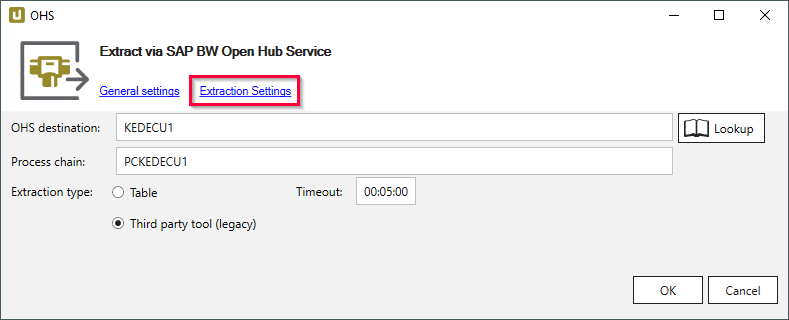 OHS
Extract via SAP BW Open Hub Service
General settings Extraction Settings
OHS destination: KEDECU1 Lookup
Process chain: PCKEDECU1
Extraction type: Table Timeout: 00:05:00
Third party tool (legacy)
OK Cancel